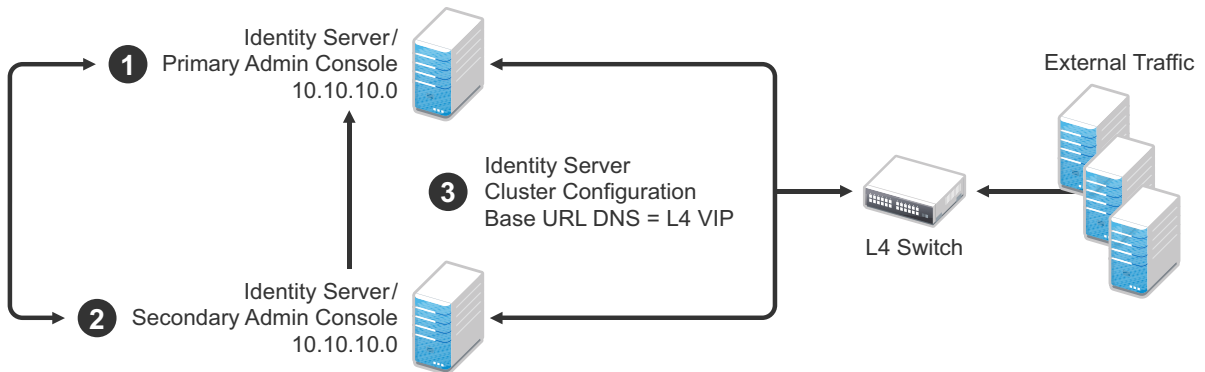 1
Identity Server/
Primary Admin Console
10.10.10.0
External Traffic
3
Identity Server
Cluster Configuration
Base URL DNS = L4 VIP
L4 Switch
2
Identity Server/
Secondary Admin Console
10.10.10.0